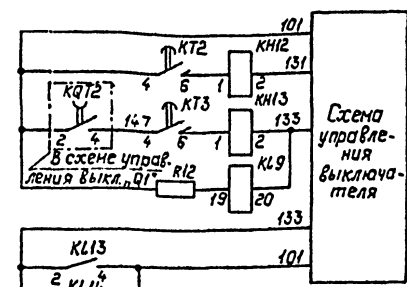 101
KT2
KH12
4 6 1 2 131
KQT2
KT3
KH13
2 4 147 4 6 1 2 133
В схеме управ-
ления выкл. „Q1"
R12
KL9
19 20
Схема
управле-
ния
выключа-
теля
133
KL13
101
2 4